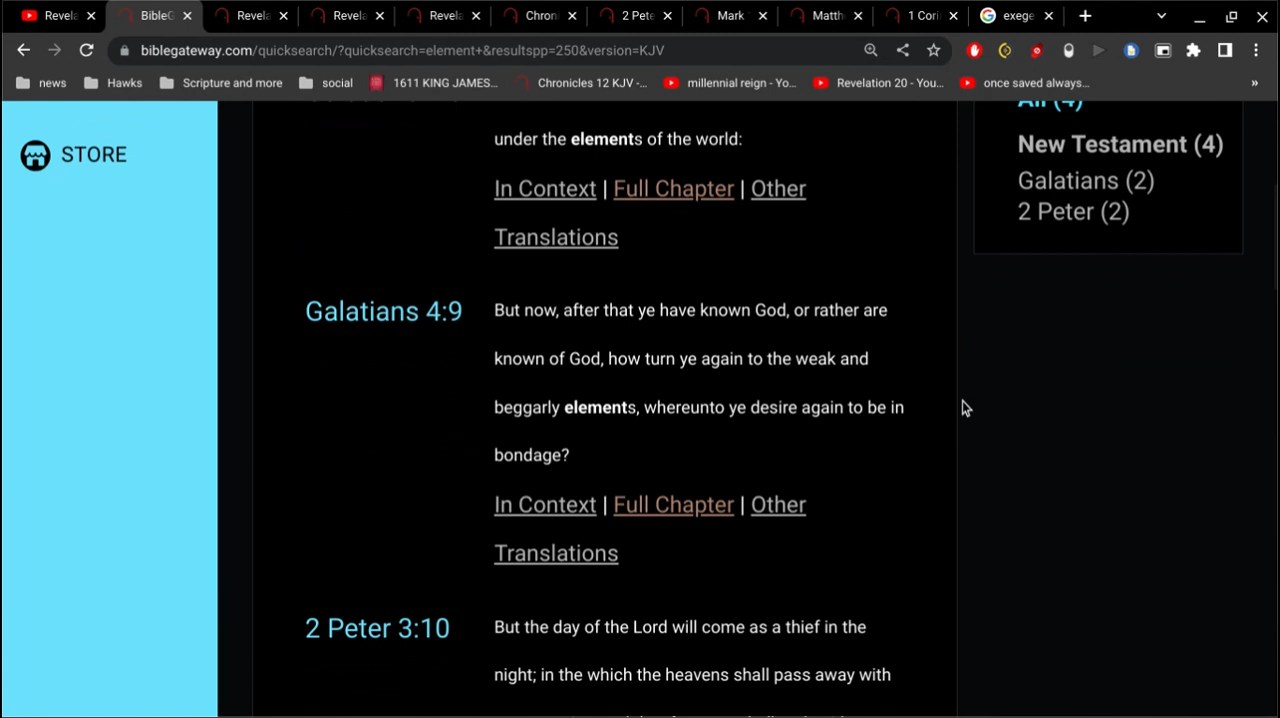 Revela
BibleG
Revela
Revela
Revela
Chroni
2 Pete
Mark
Matth
1 Corin
exege
biblegateway.com/quicksearch/?quicksearch=element+&resultspp=250&version=KJV
news
Hawks
Scripture and more
social
1611 KING JAMES...
Chronicles 12 KJV -...
millennial reign - Yo...
Revelation 20 - You...
once saved always...
»
STORE
under the elements of the world:
In Context | Full Chapter | Other
Translations
Galatians 4:9
But now, after that ye have known God, or rather are
known of God, how turn ye again to the weak and
beggarly elements, whereunto ye desire again to be in
bondage?
In Context | Full Chapter | Other
Translations
2 Peter 3:10
But the day of the Lord will come as a thief in the
night; in the which the heavens shall pass away with
All (4)
New Testament (4)
Galatians (2)
2 Peter (2)